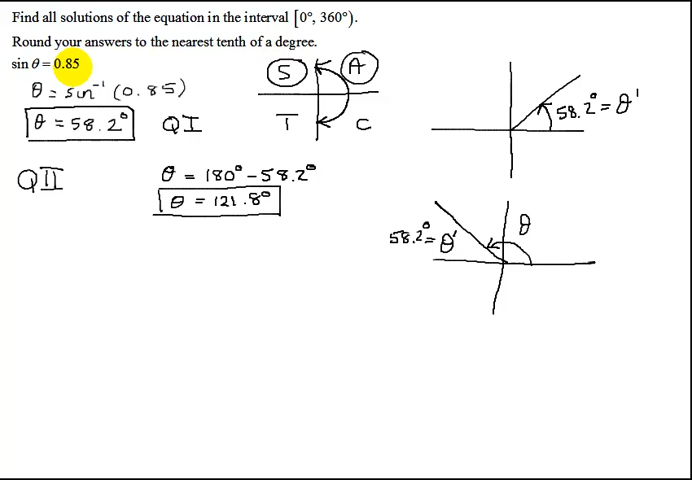 Find all solutions of the equation in the interval [0°, 360°).
Round your answers to the nearest tenth of a degree.
sin θ = 0.85
θ = sin⁻¹ (0.85)
θ = 58.2° QI
S A
T C
58.2° = θ'
QII
θ = 180° - 58.2°
θ = 121.8°
θ
58.2° = θ'